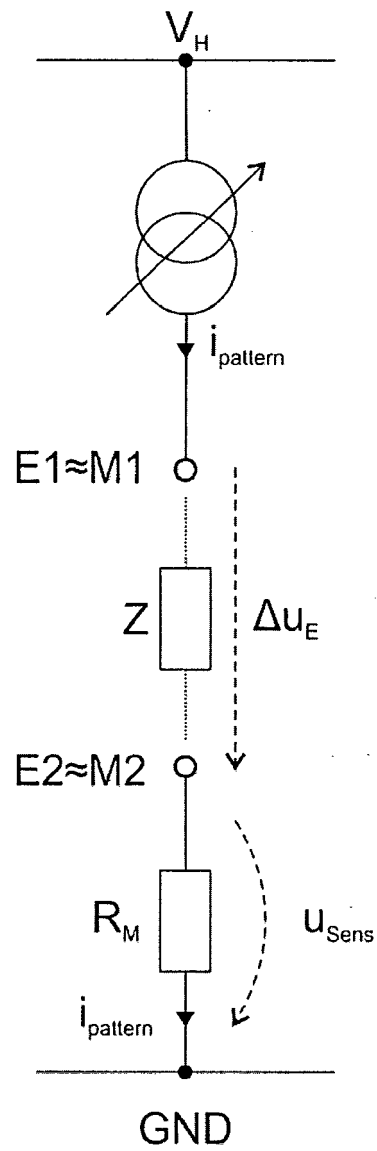 V_H
i_pattern
E1≈M1
Z
Δu_E
E2≈M2
R_M
u_Sens
i_pattern
GND